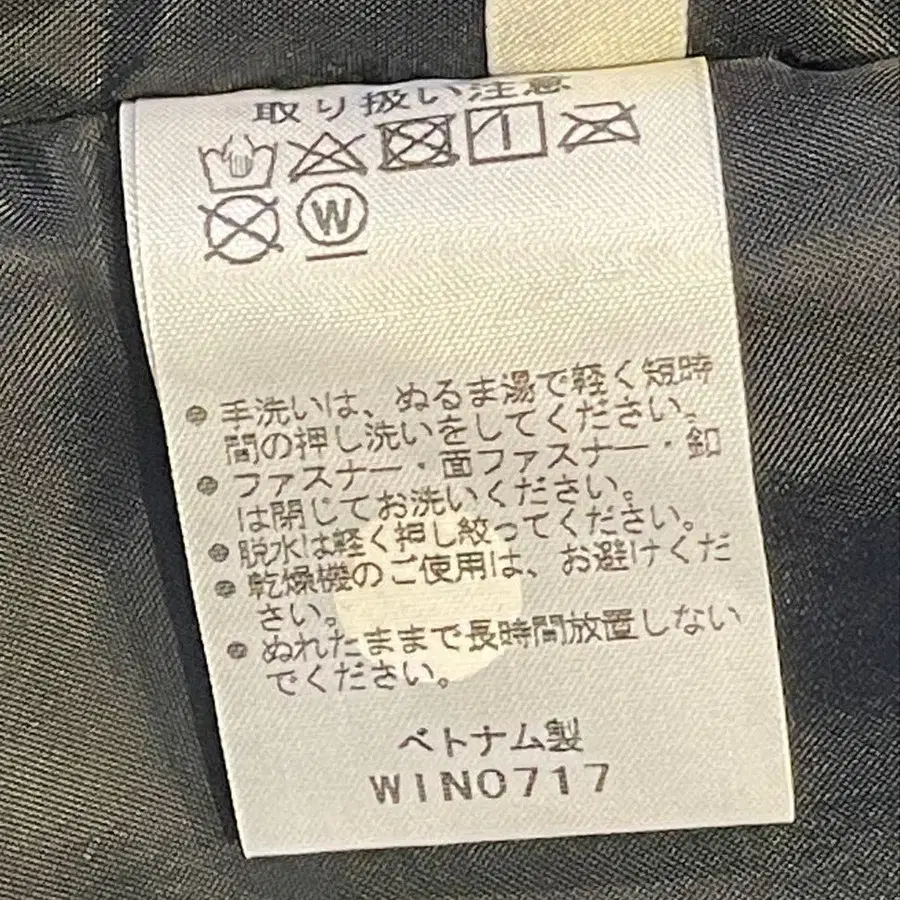 取り扱い注意
W
● 手洗いは、ぬるま湯で軽く短時
間の押し洗いをしてください。
● ファスナー・面ファスナー・釦
は閉じてお洗いください。
● 脱水は軽く押し絞ってください。
● 乾燥機のご使用は、お避けくだ
さい。
● ぬれたままで長時間放置しない
でください。
ベトナム製
WIN0717